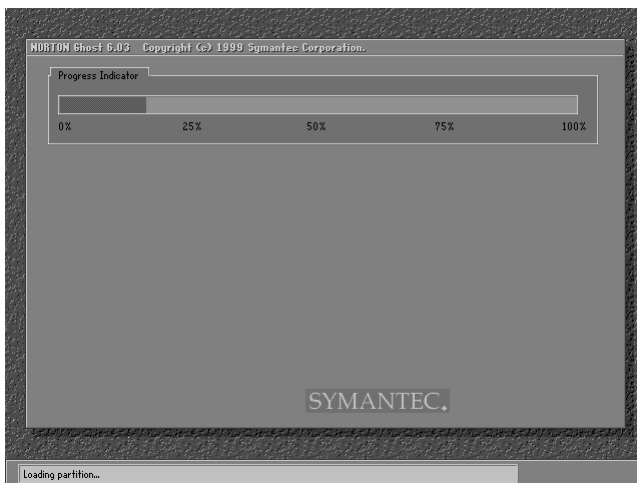 NORTON Ghost 6.03 Copyright (c) 1999 Symantec Corporation.
Progress Indicator
0% 25% 50% 75% 100%
SYMANTEC.
Loading partition...